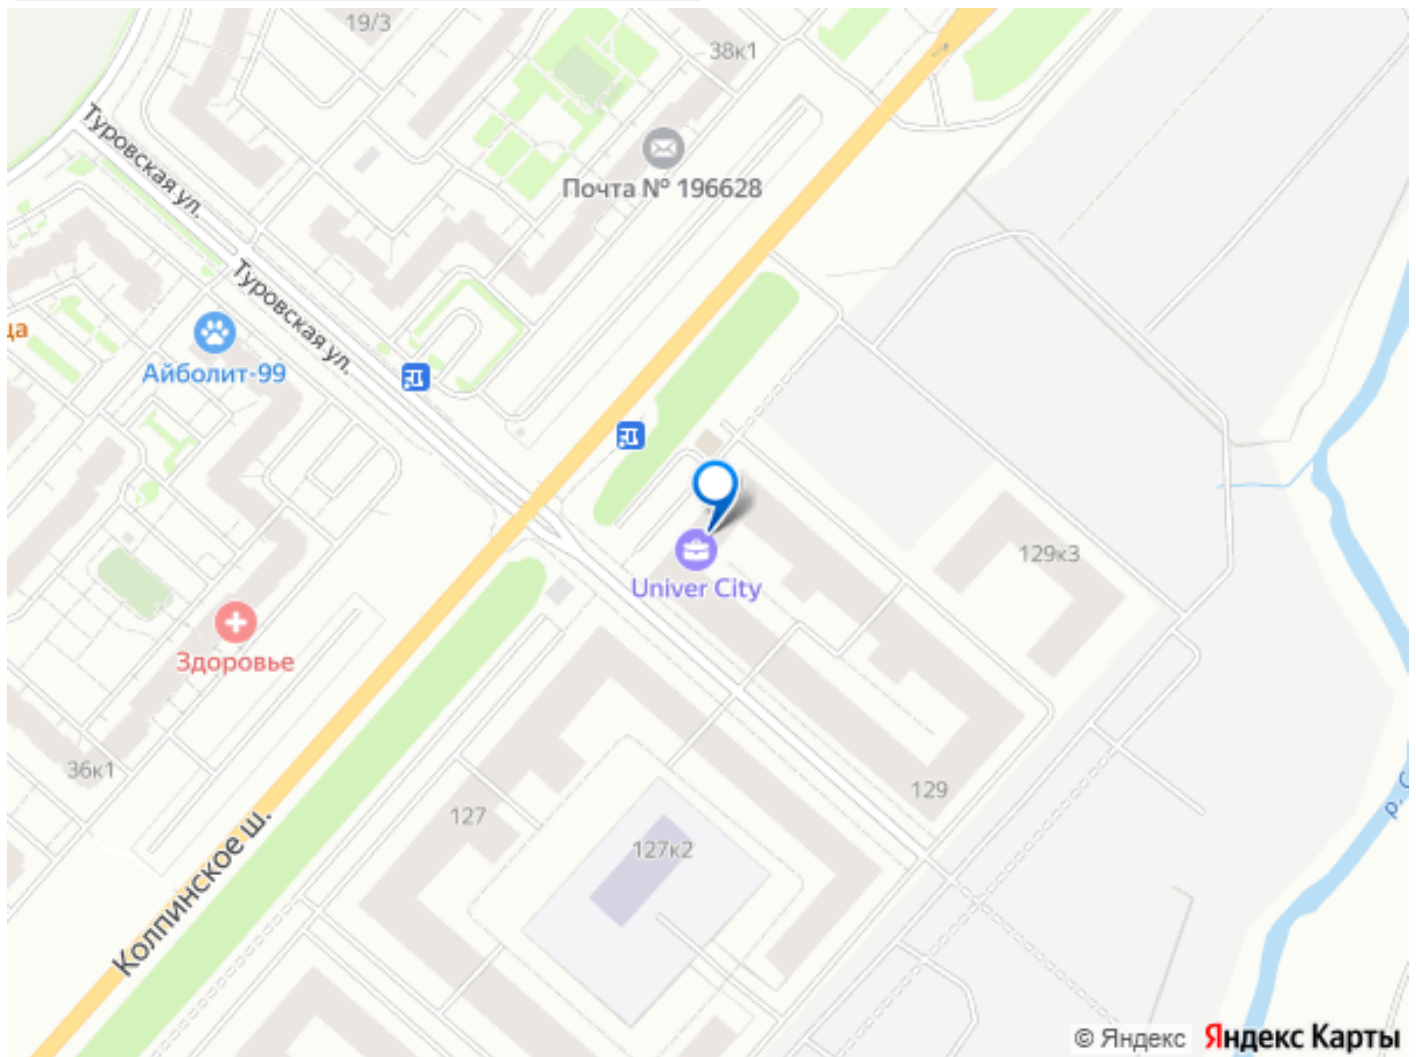 19/3
38к1
Туровская ул.
Почта № 196628
Туровская ул.
ца
Айболит-99
Univer City
129к3
Здоровье
36к1
129
127
127к2
Колпинское ш.
р. С
© Яндекс Яндекс Карты